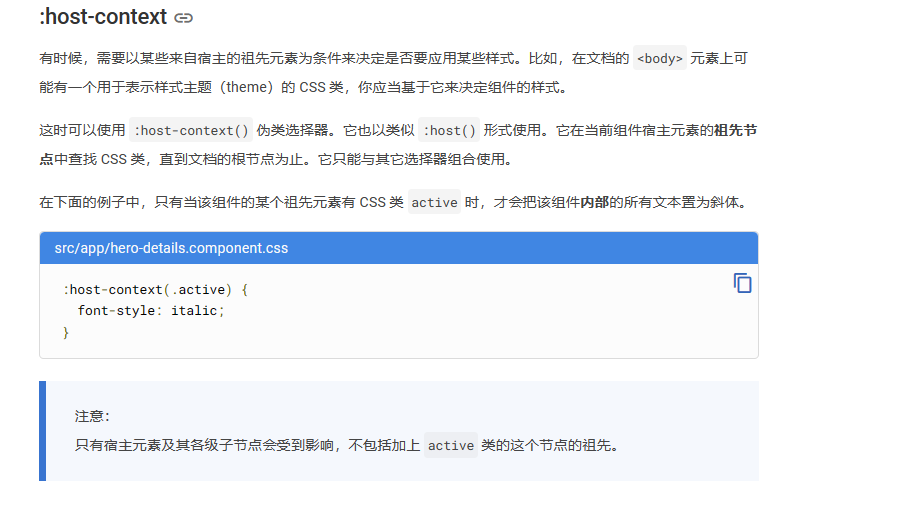 :host-context
有时候，需要以某些来自宿主的祖先元素为条件来决定是否要应用某些样式。比如，在文档的 <body> 元素上可
能有一个用于表示样式主题（theme）的 CSS 类，你应当基于它来决定组件的样式。
这时可以使用 :host-context() 伪类选择器。它也以类似 :host() 形式使用。它在当前组件宿主元素的祖先节
点中查找 CSS 类，直到文档的根节点为止。它只能与其它选择器组合使用。
在下面的例子中，只有当该组件的某个祖先元素有 CSS 类 active 时，才会把该组件内部的所有文本置为斜体。
src/app/hero-details.component.css
:host-context(.active) {
  font-style: italic;
}
注意：
只有宿主元素及其各级子节点会受到影响，不包括加上 active 类的这个节点的祖先。